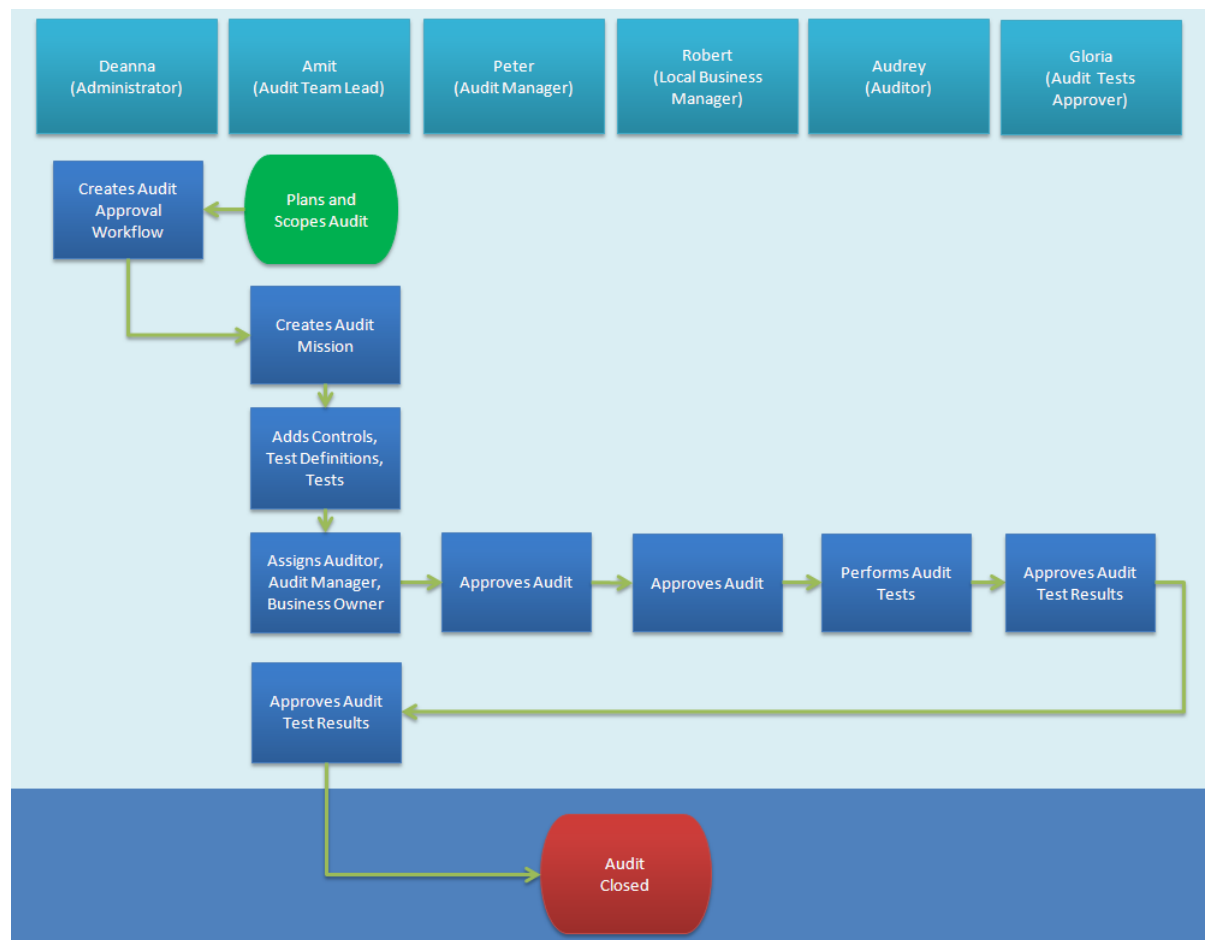 Deanna
(Administrator)
Amit
(Audit Team Lead)
Peter
(Audit Manager)
Robert
(Local Business
Manager)
Audrey
(Auditor)
Gloria
(Audit Tests
Approver)
Creates Audit
Approval
Workflow
Plans and
Scopes Audit
Creates Audit
Mission
Adds Controls,
Test Definitions,
Tests
Assigns Auditor,
Audit Manager,
Business Owner
Approves Audit
Approves Audit
Performs Audit
Tests
Approves Audit
Test Results
Approves Audit
Test Results
Audit
Closed